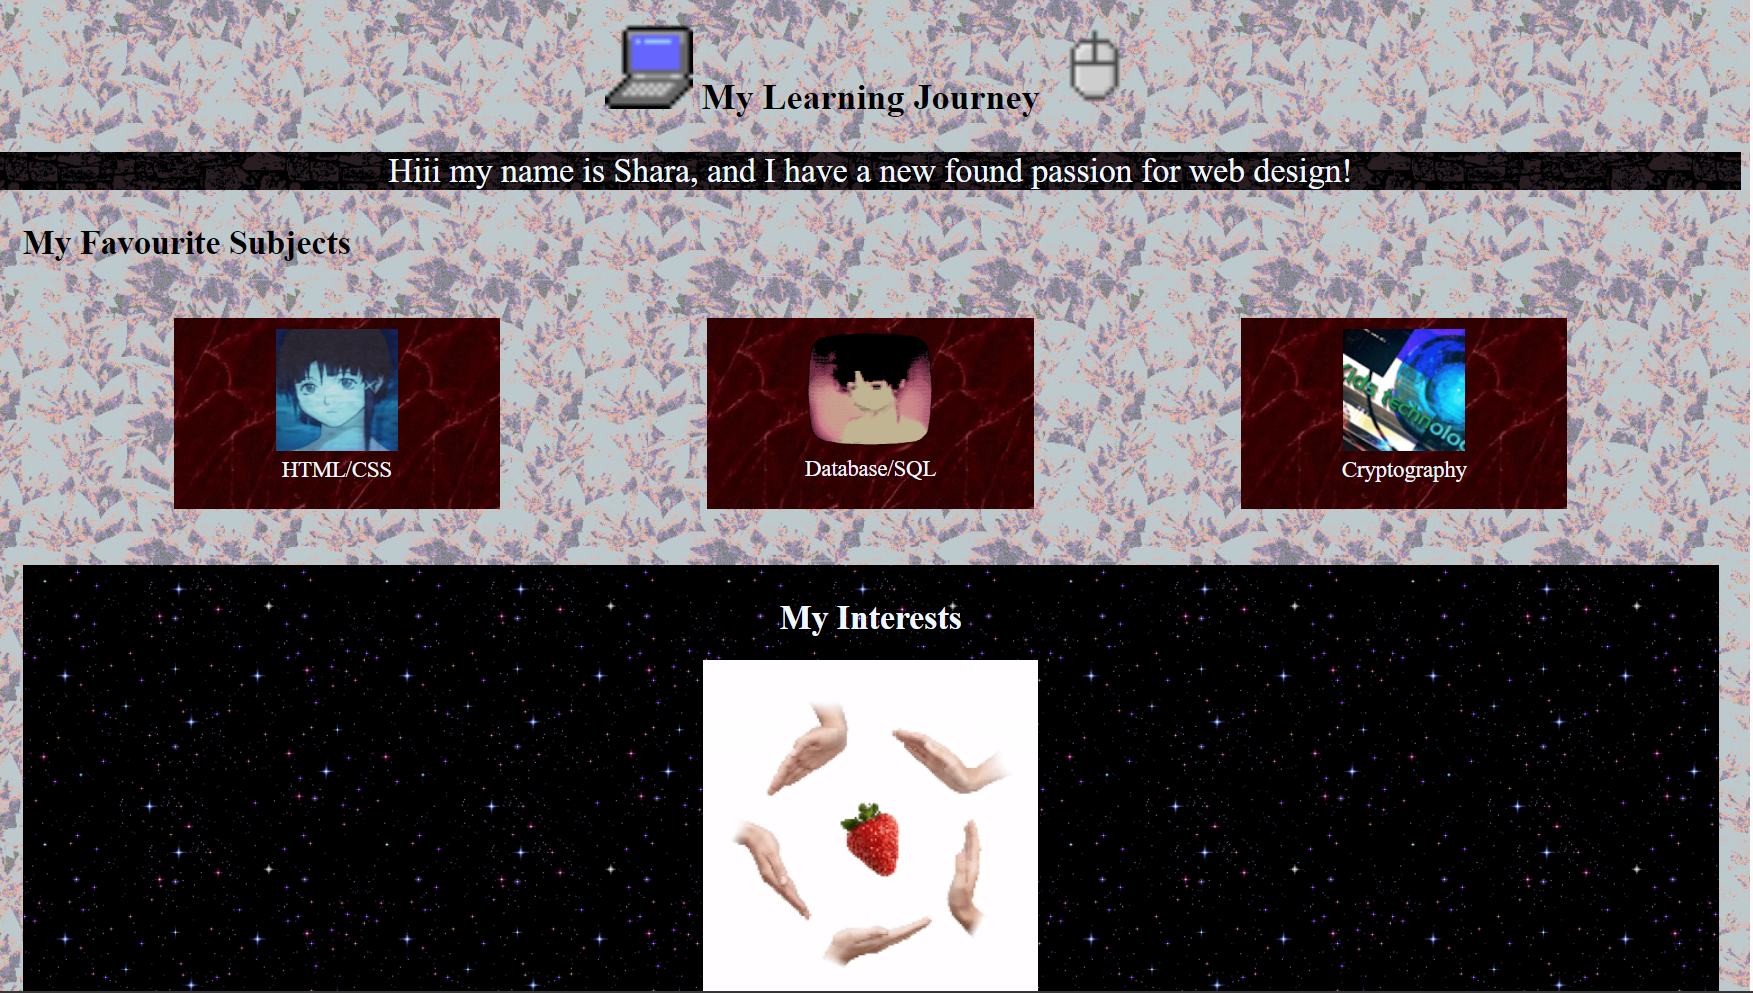 My Learning Journey
Hiii my name is Shara, and I have a new found passion for web design!
My Favourite Subjects
HTML/CSS
Database/SQL
Kids technolo
Cryptography
My Interests